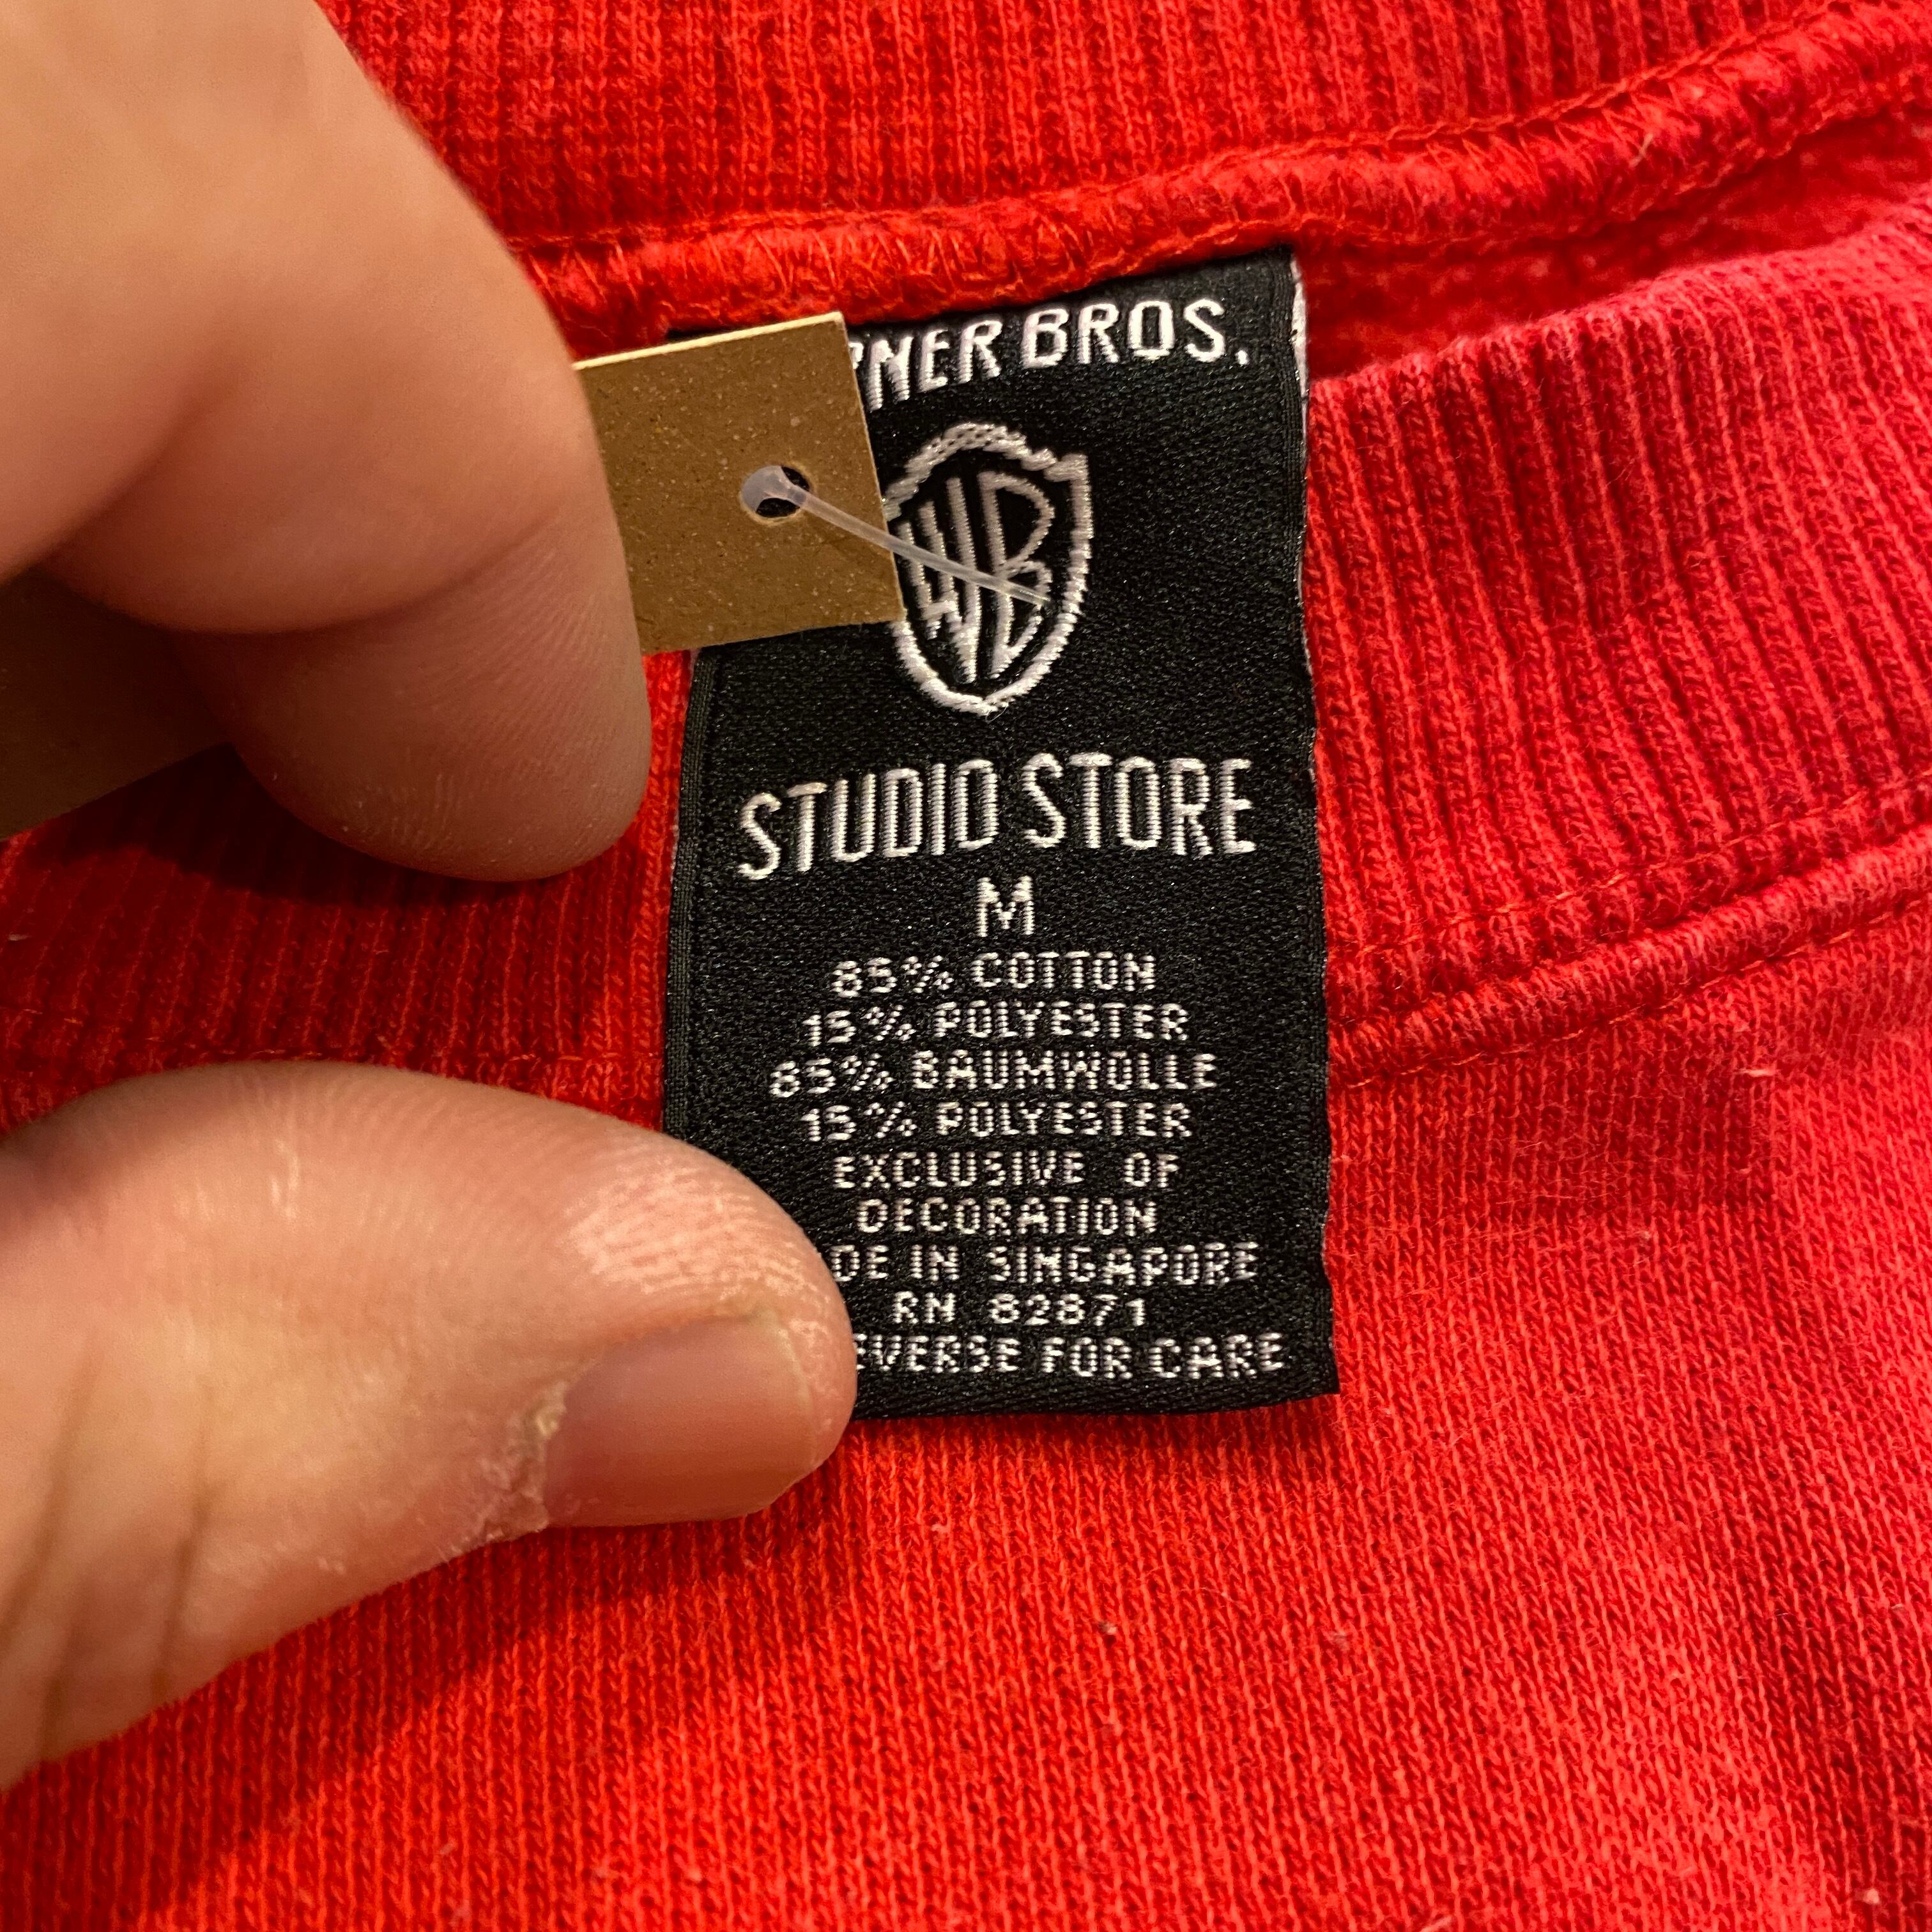 RNER BROS.
WB
STUDIO STORE
M
85% COTTON
15% POLYESTER
85% BAUMWOLLE
15% POLYESTER
EXCLUSIVE OF
DECORATION
DE IN SINGAPORE
RN 82871
EVERSE FOR CARE